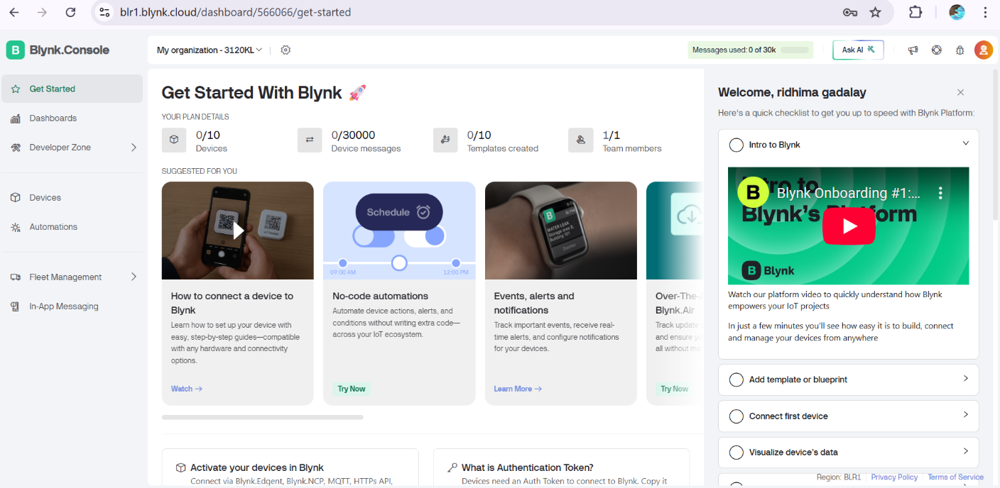 blr1.blynk.cloud/dashboard/566066/get-started
B Blynk.Console
My organization - 3120KL
Messages used: 0 of 30k
Ask AI
Get Started
Dashboards
Developer Zone
Devices
Automations
Fleet Management
In-App Messaging
Get Started With Blynk 🚀
YOUR PLAN DETAILS
0/10
Devices
0/30000
Device messages
0/10
Templates created
1/1
Team members
SUGGESTED FOR YOU
How to connect a device to
Blynk
Learn how to set up your device with
easy, step-by-step guides—compatible
with any hardware and connectivity
options.
Watch →
Schedule
09:00 AM
12:00 PM
No-code automations
Automate device actions, alerts, and
conditions without writing extra code—
across your IoT ecosystem.
Try Now
B
WATER LEAK
Storage area B,
Building 101
Dismiss
Events, alerts and
notifications
Track important events, receive real-
time alerts, and configure notifications
for your devices.
Learn More →
Over-The-
Blynk.Air
Track update
and ensure
all without
Try Now
Activate your devices in Blynk
Connect via Blynk.Edgent, Blynk.NCP, MQTT, HTTPs API,
What is Authentication Token?
Devices need an Auth Token to connect to Blynk. Copy it
Welcome, ridhima gadalay
Here's a quick checklist to get you up to speed with Blynk Platform:
Intro to Blynk
Intro to
Blynk's Platform
B
Blynk Onboarding #1:...
B Blynk
Watch our platform video to quickly understand how Blynk
empowers your IoT projects
In just a few minutes you'll see how easy it is to build, connect
and manage your devices from anywhere
Add template or blueprint
Connect first device
Visualize device's data
Region: BLR1
Privacy Policy
Terms of Service